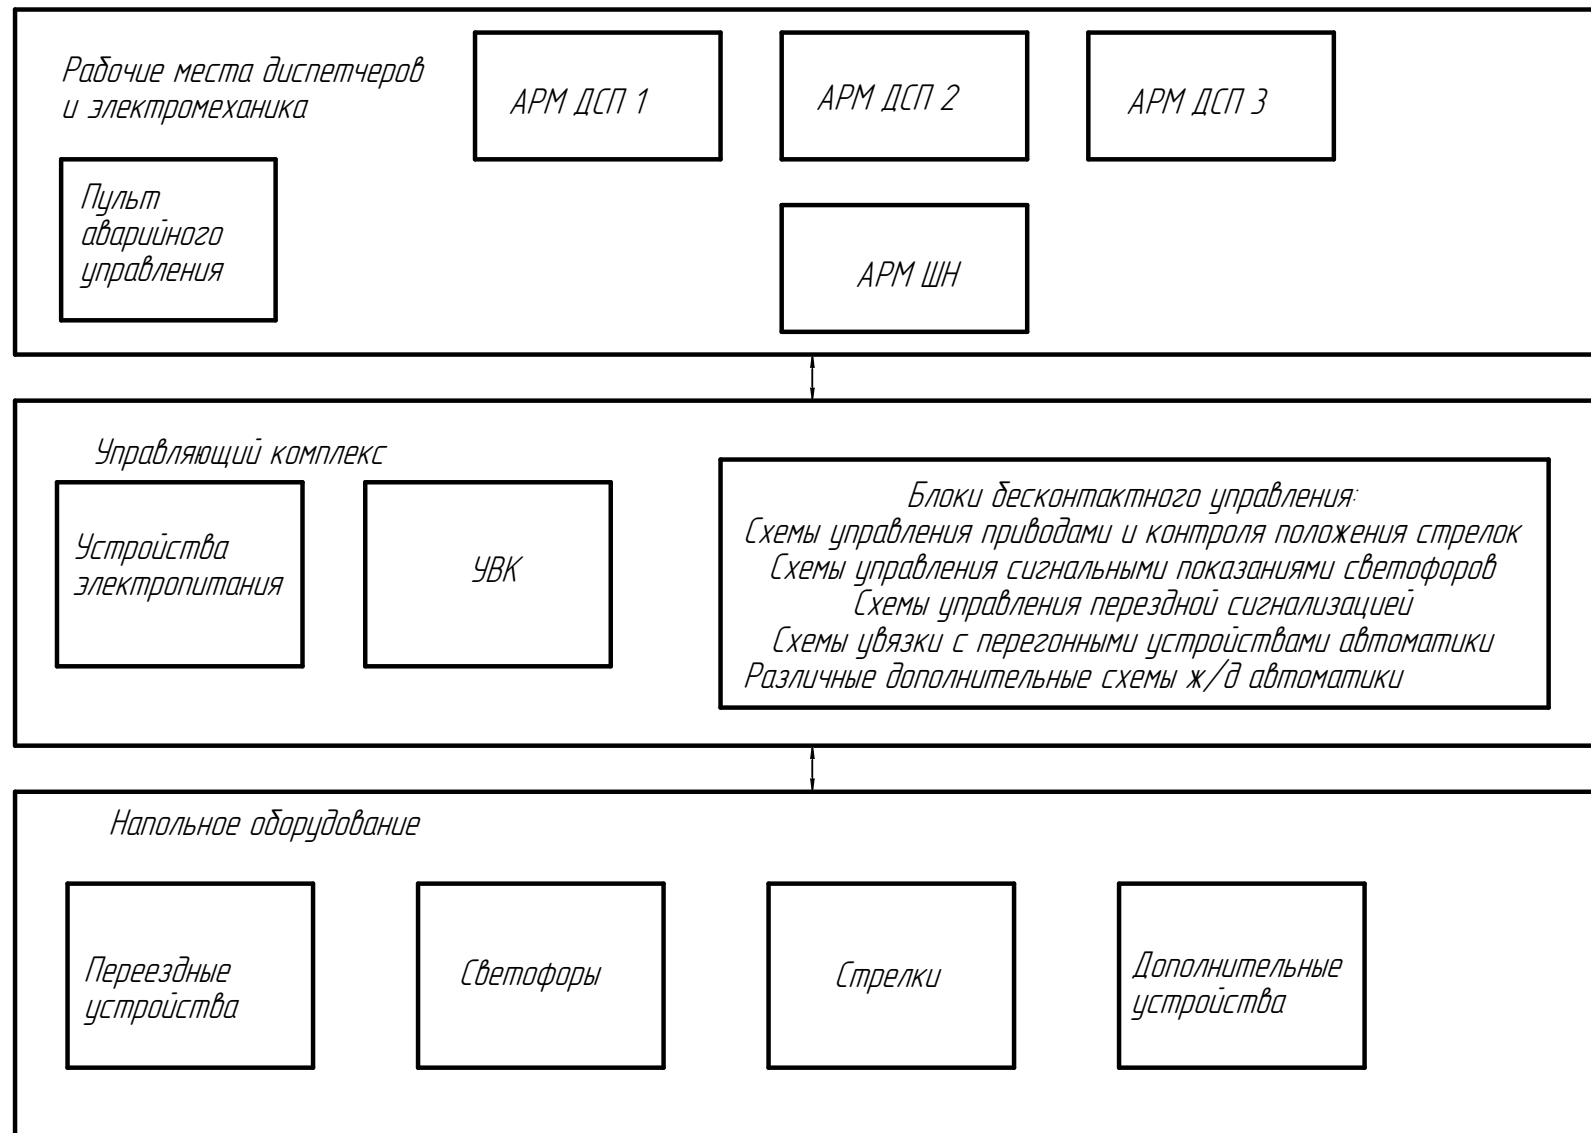 Рабочие места диспетчеров
и электромеханика
АРМ ДСП 1
АРМ ДСП 2
АРМ ДСП 3
Пульт
аварийного
управления
АРМ ШН
Управляющий комплекс
Устройства
электропитания
УВК
Блоки бесконтактного управления:
Схемы управления приводами и контроля положения стрелок
Схемы управления сигнальными показаниями светофоров
Схемы управления перездной сигнализацией
Схемы увязки с перегонными устройствами автоматики
Различные дополнительные схемы ж/д автоматики
Напольное оборудование
Переездные
устройства
Светофоры
Стрелки
Дополнительные
устройства